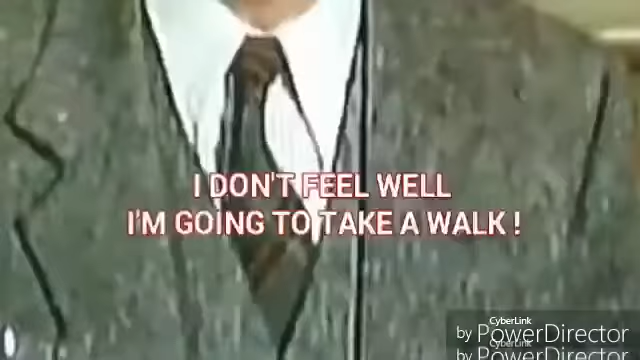 I DON'T FEEL WELL
I'M GOING TO TAKE A WALK !
CyberLink
by PowerDirector
CyberLink
by PowerDirector